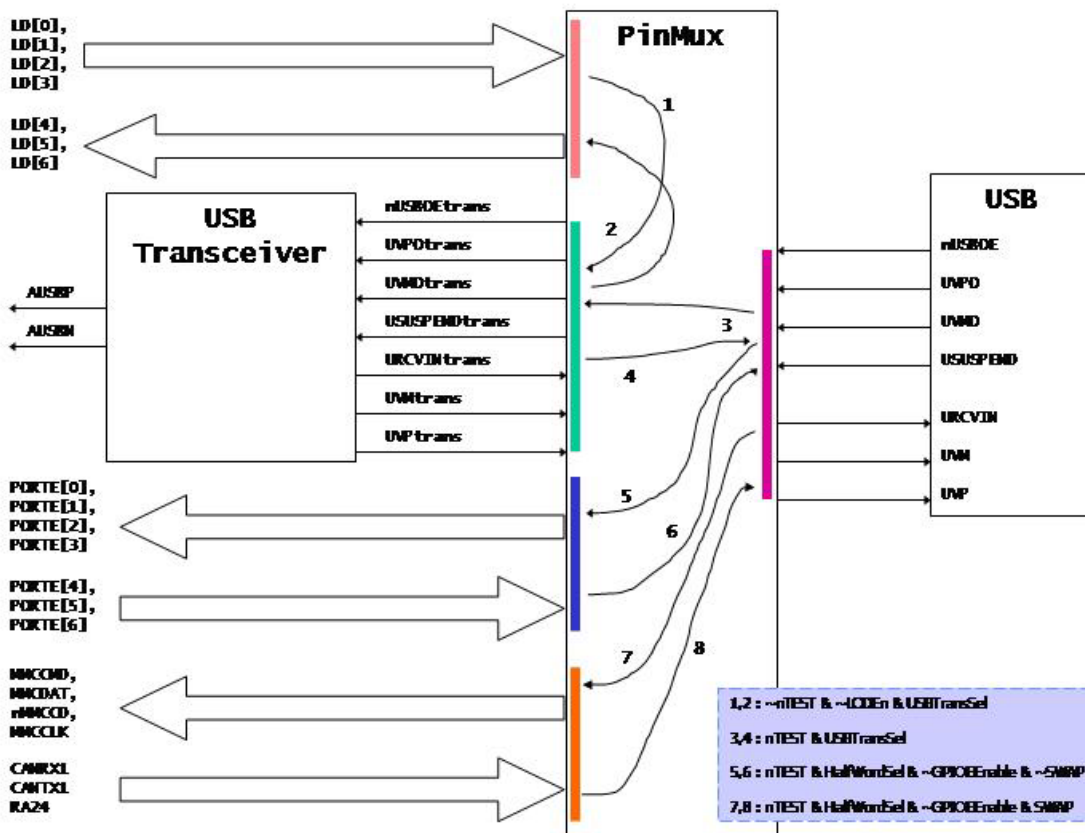 LD[0],
LD[1],
LD[2],
LD[3]
PinMux
1
LD[4],
LD[5],
LD[6]
USB
Transceiver
nUSBOEtrans
UVPOtrans
UVMOtrans
USUSPENDtrans
URCVINtrans
UVMtrans
UVPtrans
AUSBP
AUSBN
2
3
4
USB
nUSBOE
UVPO
UVMO
USUSPEND
URCVIN
UVM
UVP
PORTE[0],
PORTE[1],
PORTE[2],
PORTE[3]
5
6
PORTE[4],
PORTE[5],
PORTE[6]
MMCCMD,
MMCDAT,
nMMCCD,
MMCCLK
7
8
CANRX1
CANTX1
RA24
1,2 : ~nTEST & ~LCDEn & USBTransSel
3,4 : nTEST & USBTransSel
5,6 : nTEST & HalfWordSel & ~GPIOEEnable & ~SWAP
7,8 : nTEST & HalfWordSel & ~GPIOEEnable & SWAP